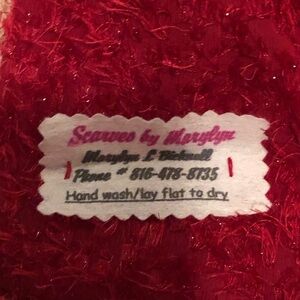 Scarves by Marylyn
Marylyn L Bicknell
Phone # 816-478-8735
Hand wash/lay flat to dry